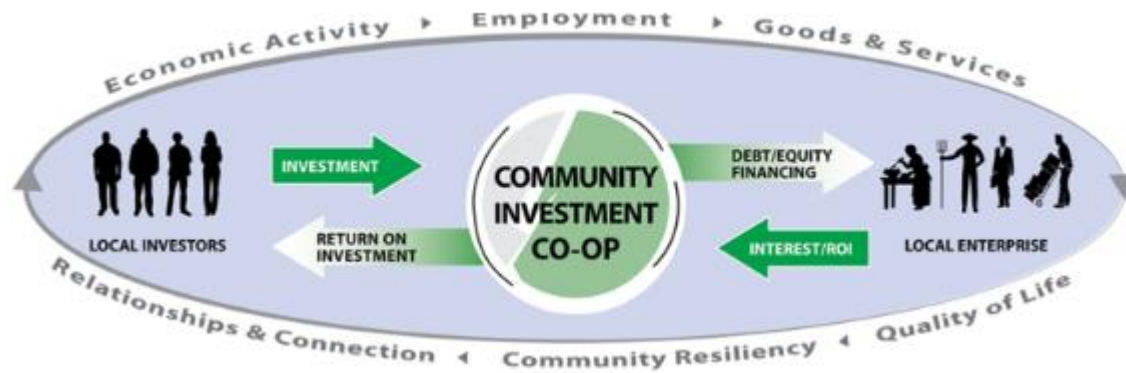 Economic Activity ▸ Employment ▸ Goods & Services
INVESTMENT
DEBT/EQUITY
FINANCING
COMMUNITY
INVESTMENT
CO-OP
LOCAL INVESTORS
RETURN ON
INVESTMENT
INTEREST/ROI
LOCAL ENTERPRISE
Relationships & Connection ◂ Community Resiliency ◂ Quality of Life